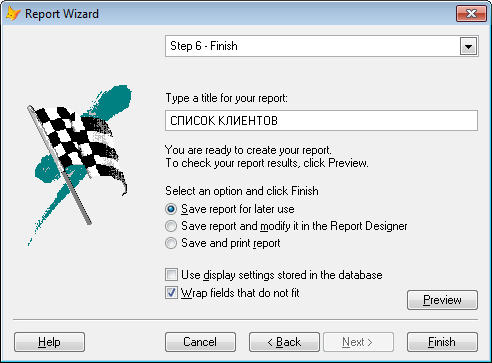 Report Wizard
Step 6 - Finish
Type a title for your report:
СПИСОК КЛИЕНТОВ
You are ready to create your report.
To check your report results, click Preview.
Select an option and click Finish
Save report for later use
Save report and modify it in the Report Designer
Save and print report
Use display settings stored in the database
Wrap fields that do not fit
Preview
Help Cancel < Back Next > Finish